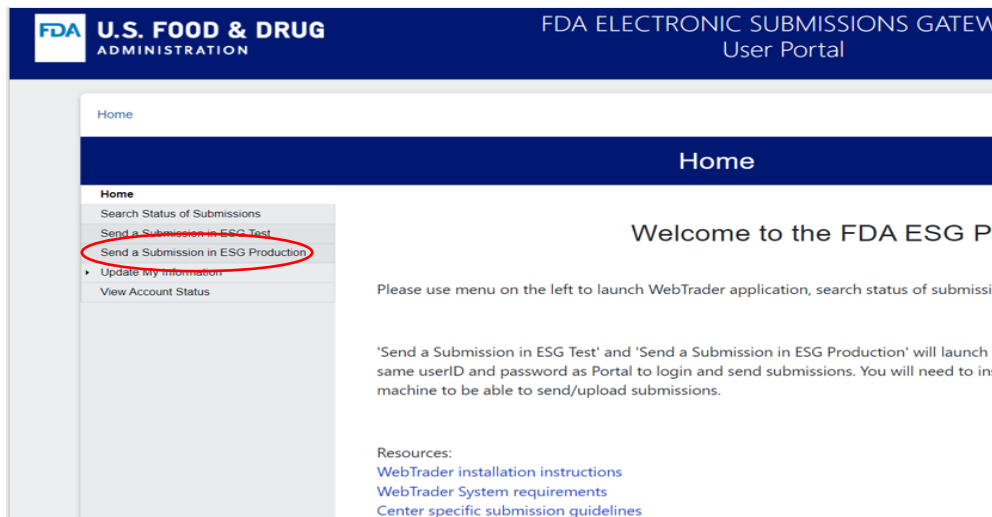 FDA U.S. FOOD & DRUG
ADMINISTRATION
FDA ELECTRONIC SUBMISSIONS GATEW
User Portal
Home
Home
Home
Search Status of Submissions
Send a Submission in ESG Test
Send a Submission in ESG Production
Update My Information
View Account Status
Welcome to the FDA ESG P
Please use menu on the left to launch WebTrader application, search status of submissi
'Send a Submission in ESG Test' and 'Send a Submission in ESG Production' will launch
same userID and password as Portal to login and send submissions. You will need to ins
machine to be able to send/upload submissions.
Resources:
WebTrader installation instructions
WebTrader System requirements
Center specific submission guidelines